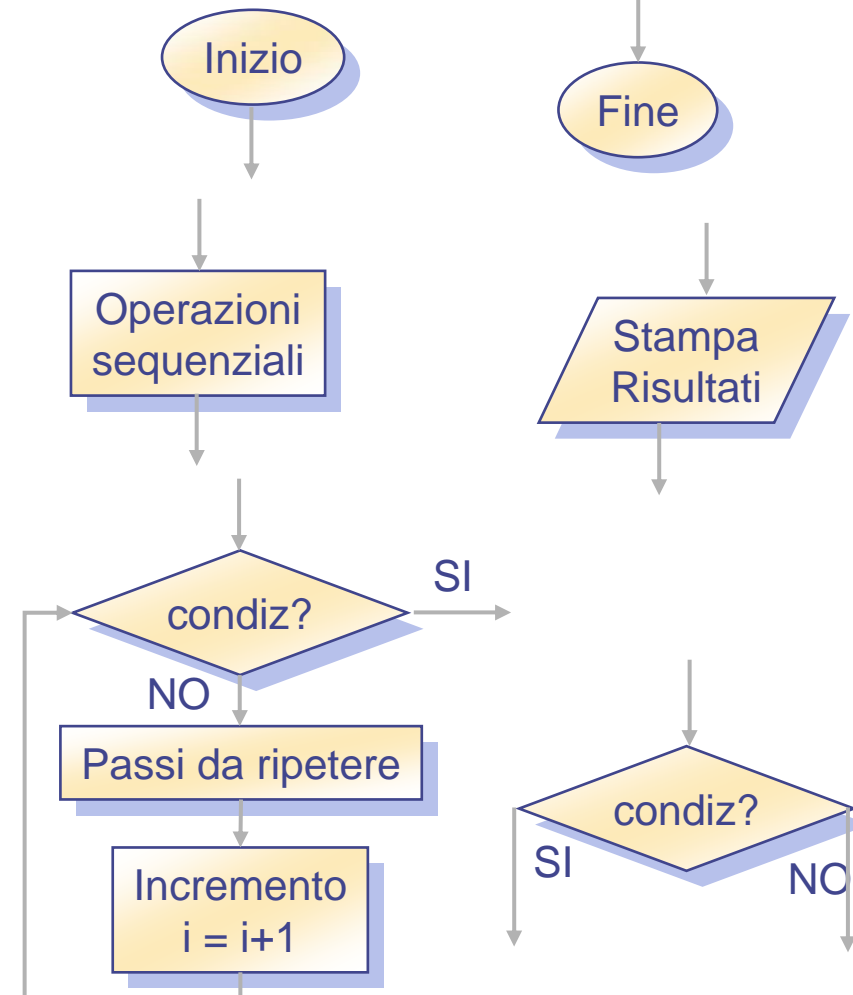 Inizio
Fine
Operazioni
sequenziali
Stampa
Risultati
condiz?
SI
NO
Passi da ripetere
Incremento
i = i+1
condiz?
SI
NO